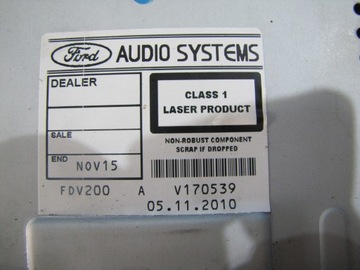 Ford AUDIO SYSTEMS
DEALER
CLASS 1
LASER PRODUCT
SALE
NON-ROBUST COMPONENT
SCRAP IF DROPPED
END NOV15
FDV200 A V170539
05.11.2010